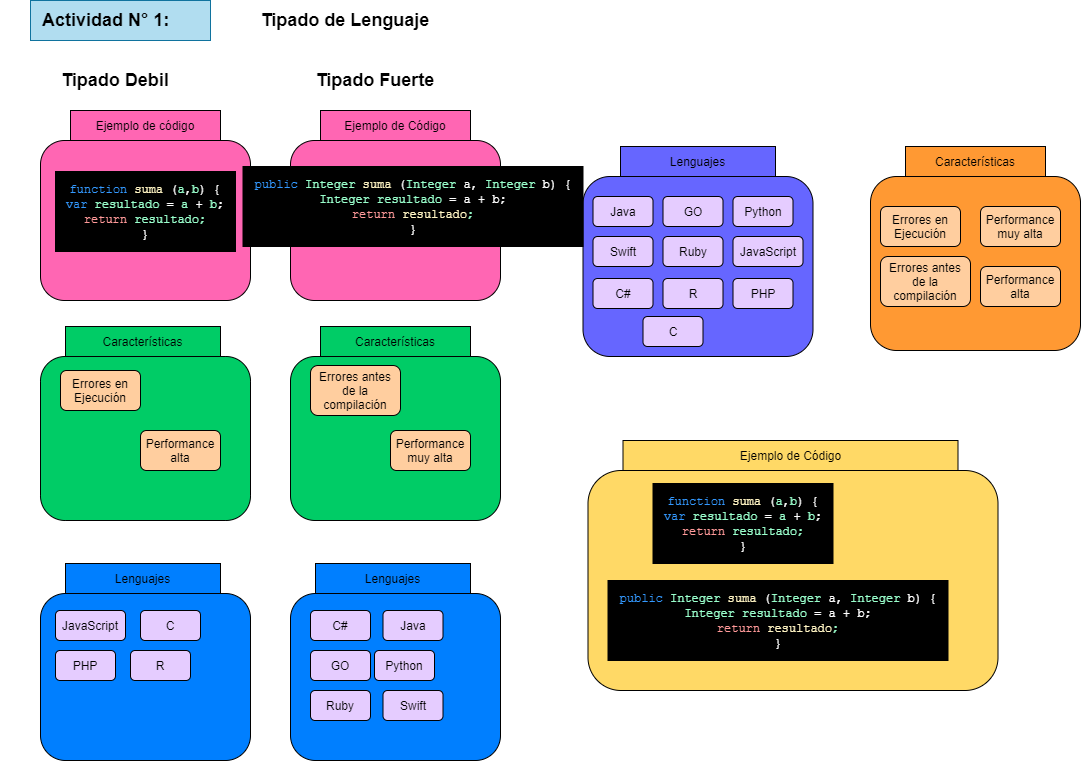 Actividad N° 1:
Tipado de Lenguaje
Tipado Debil
Tipado Fuerte
Ejemplo de código
function suma (a,b) {
var resultado = a + b;
return resultado;
}
Ejemplo de Código
public Integer suma (Integer a, Integer b) {
Integer resultado = a + b;
return resultado;
}
Lenguajes
Java
GO
Python
Swift
Ruby
JavaScript
C#
R
PHP
C
Características
Errores en
Ejecución
Performance
muy alta
Errores antes
de la
compilación
Performance
alta
Características
Errores en
Ejecución
Performance
alta
Características
Errores antes
de la
compilación
Performance
muy alta
Ejemplo de Código
function suma (a,b) {
var resultado = a + b;
return resultado;
}
public Integer suma (Integer a, Integer b) {
Integer resultado = a + b;
return resultado;
}
Lenguajes
JavaScript
C
PHP
R
Lenguajes
C#
Java
GO
Python
Ruby
Swift